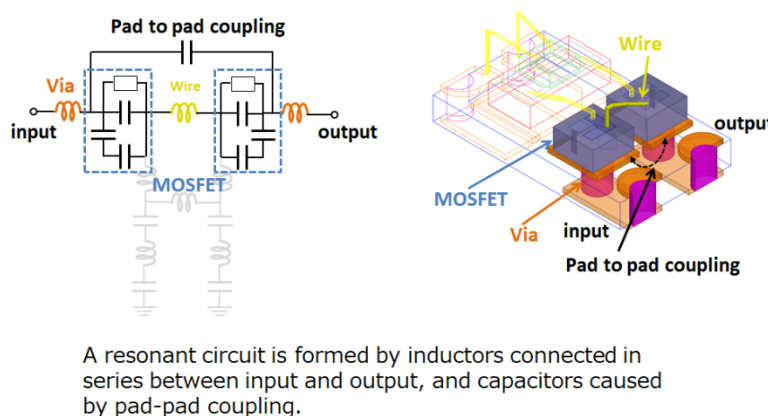 Pad to pad coupling
Via
Wire
input
output
MOSFET
Wire
output
MOSFET
Via
input
Pad to pad coupling
A resonant circuit is formed by inductors connected in
series between input and output, and capacitors caused
by pad-pad coupling.